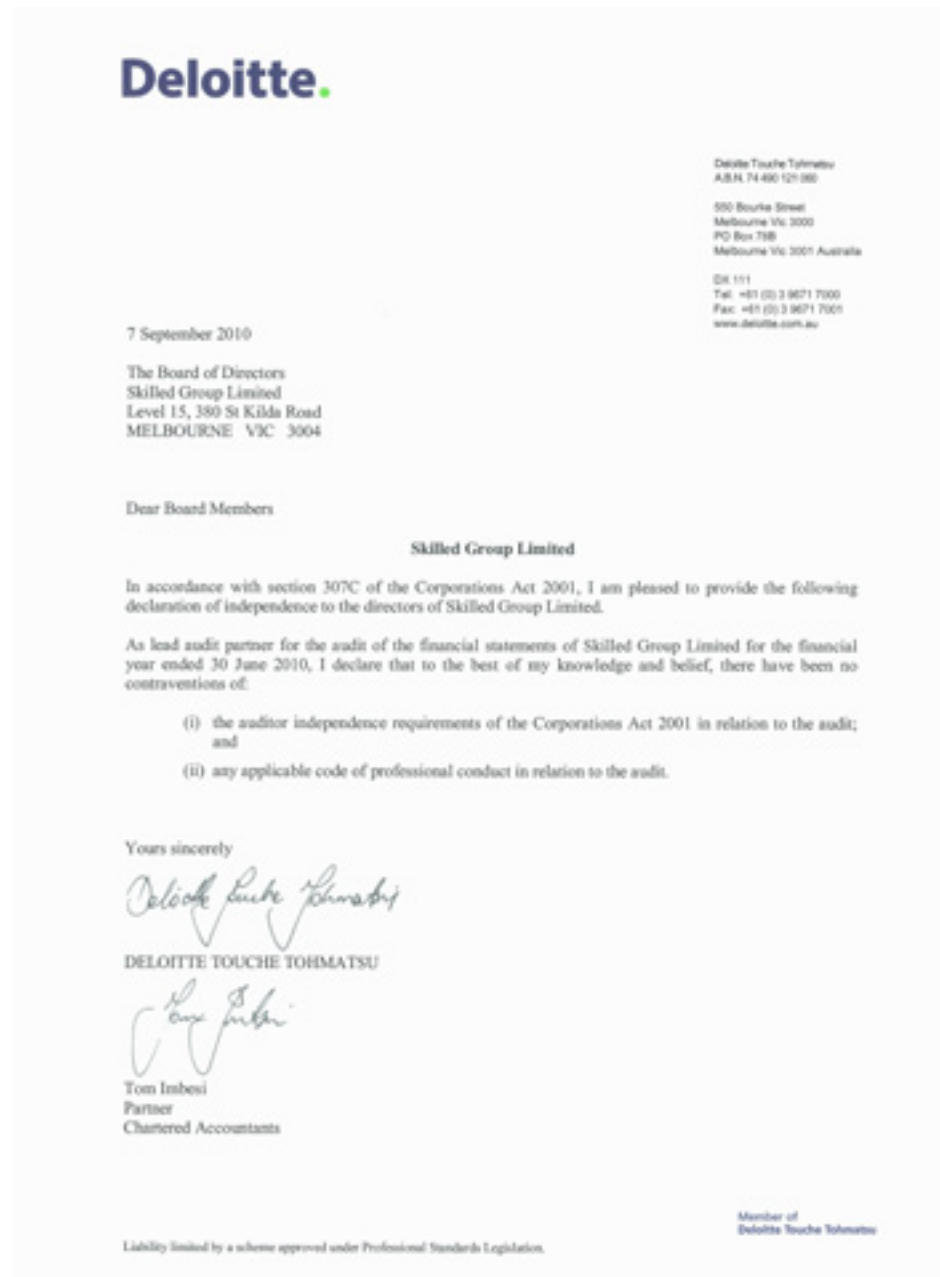 Deloitte.
Deloitte Touche Tohmatsu
A.B.N. 74 490 121 060
550 Bourke Street
Melbourne Vic 3000
PO Box 78B
Melbourne Vic 3001 Australia
DX 111
Tel: +61 (0) 3 9671 7000
Fax: +61 (0) 3 9671 7001
www.deloitte.com.au
7 September 2010
The Board of Directors
Skilled Group Limited
Level 15, 380 St Kilda Road
MELBOURNE VIC 3004
Dear Board Members
Skilled Group Limited
In accordance with section 307C of the Corporations Act 2001, I am pleased to provide the following
declaration of independence to the directors of Skilled Group Limited.
As lead audit partner for the audit of the financial statements of Skilled Group Limited for the financial
year ended 30 June 2010, I declare that to the best of my knowledge and belief, there have been no
contraventions of:
(i) the auditor independence requirements of the Corporations Act 2001 in relation to the audit;
and
(ii) any applicable code of professional conduct in relation to the audit.
Yours sincerely
Deloitte Touche Tohmatsu
DELOITTE TOUCHE TOHMATSU
Tom Imbesi
Partner
Chartered Accountants
Member of
Deloitte Touche Tohmatsu
Liability limited by a scheme approved under Professional Standards Legislation.